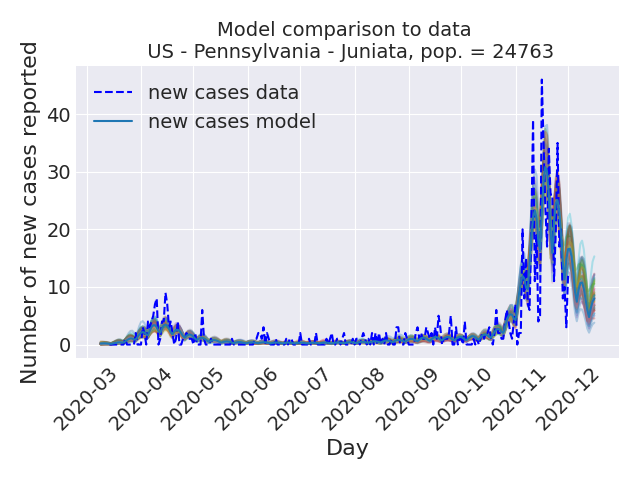 Model comparison to data
US - Pennsylvania - Juniata, pop. = 24763
Number of new cases reported
40
30
20
10
0
new cases data
new cases model
2020-03
2020-04
2020-05
2020-06
2020-07
2020-08
2020-09
2020-10
2020-11
2020-12
Day